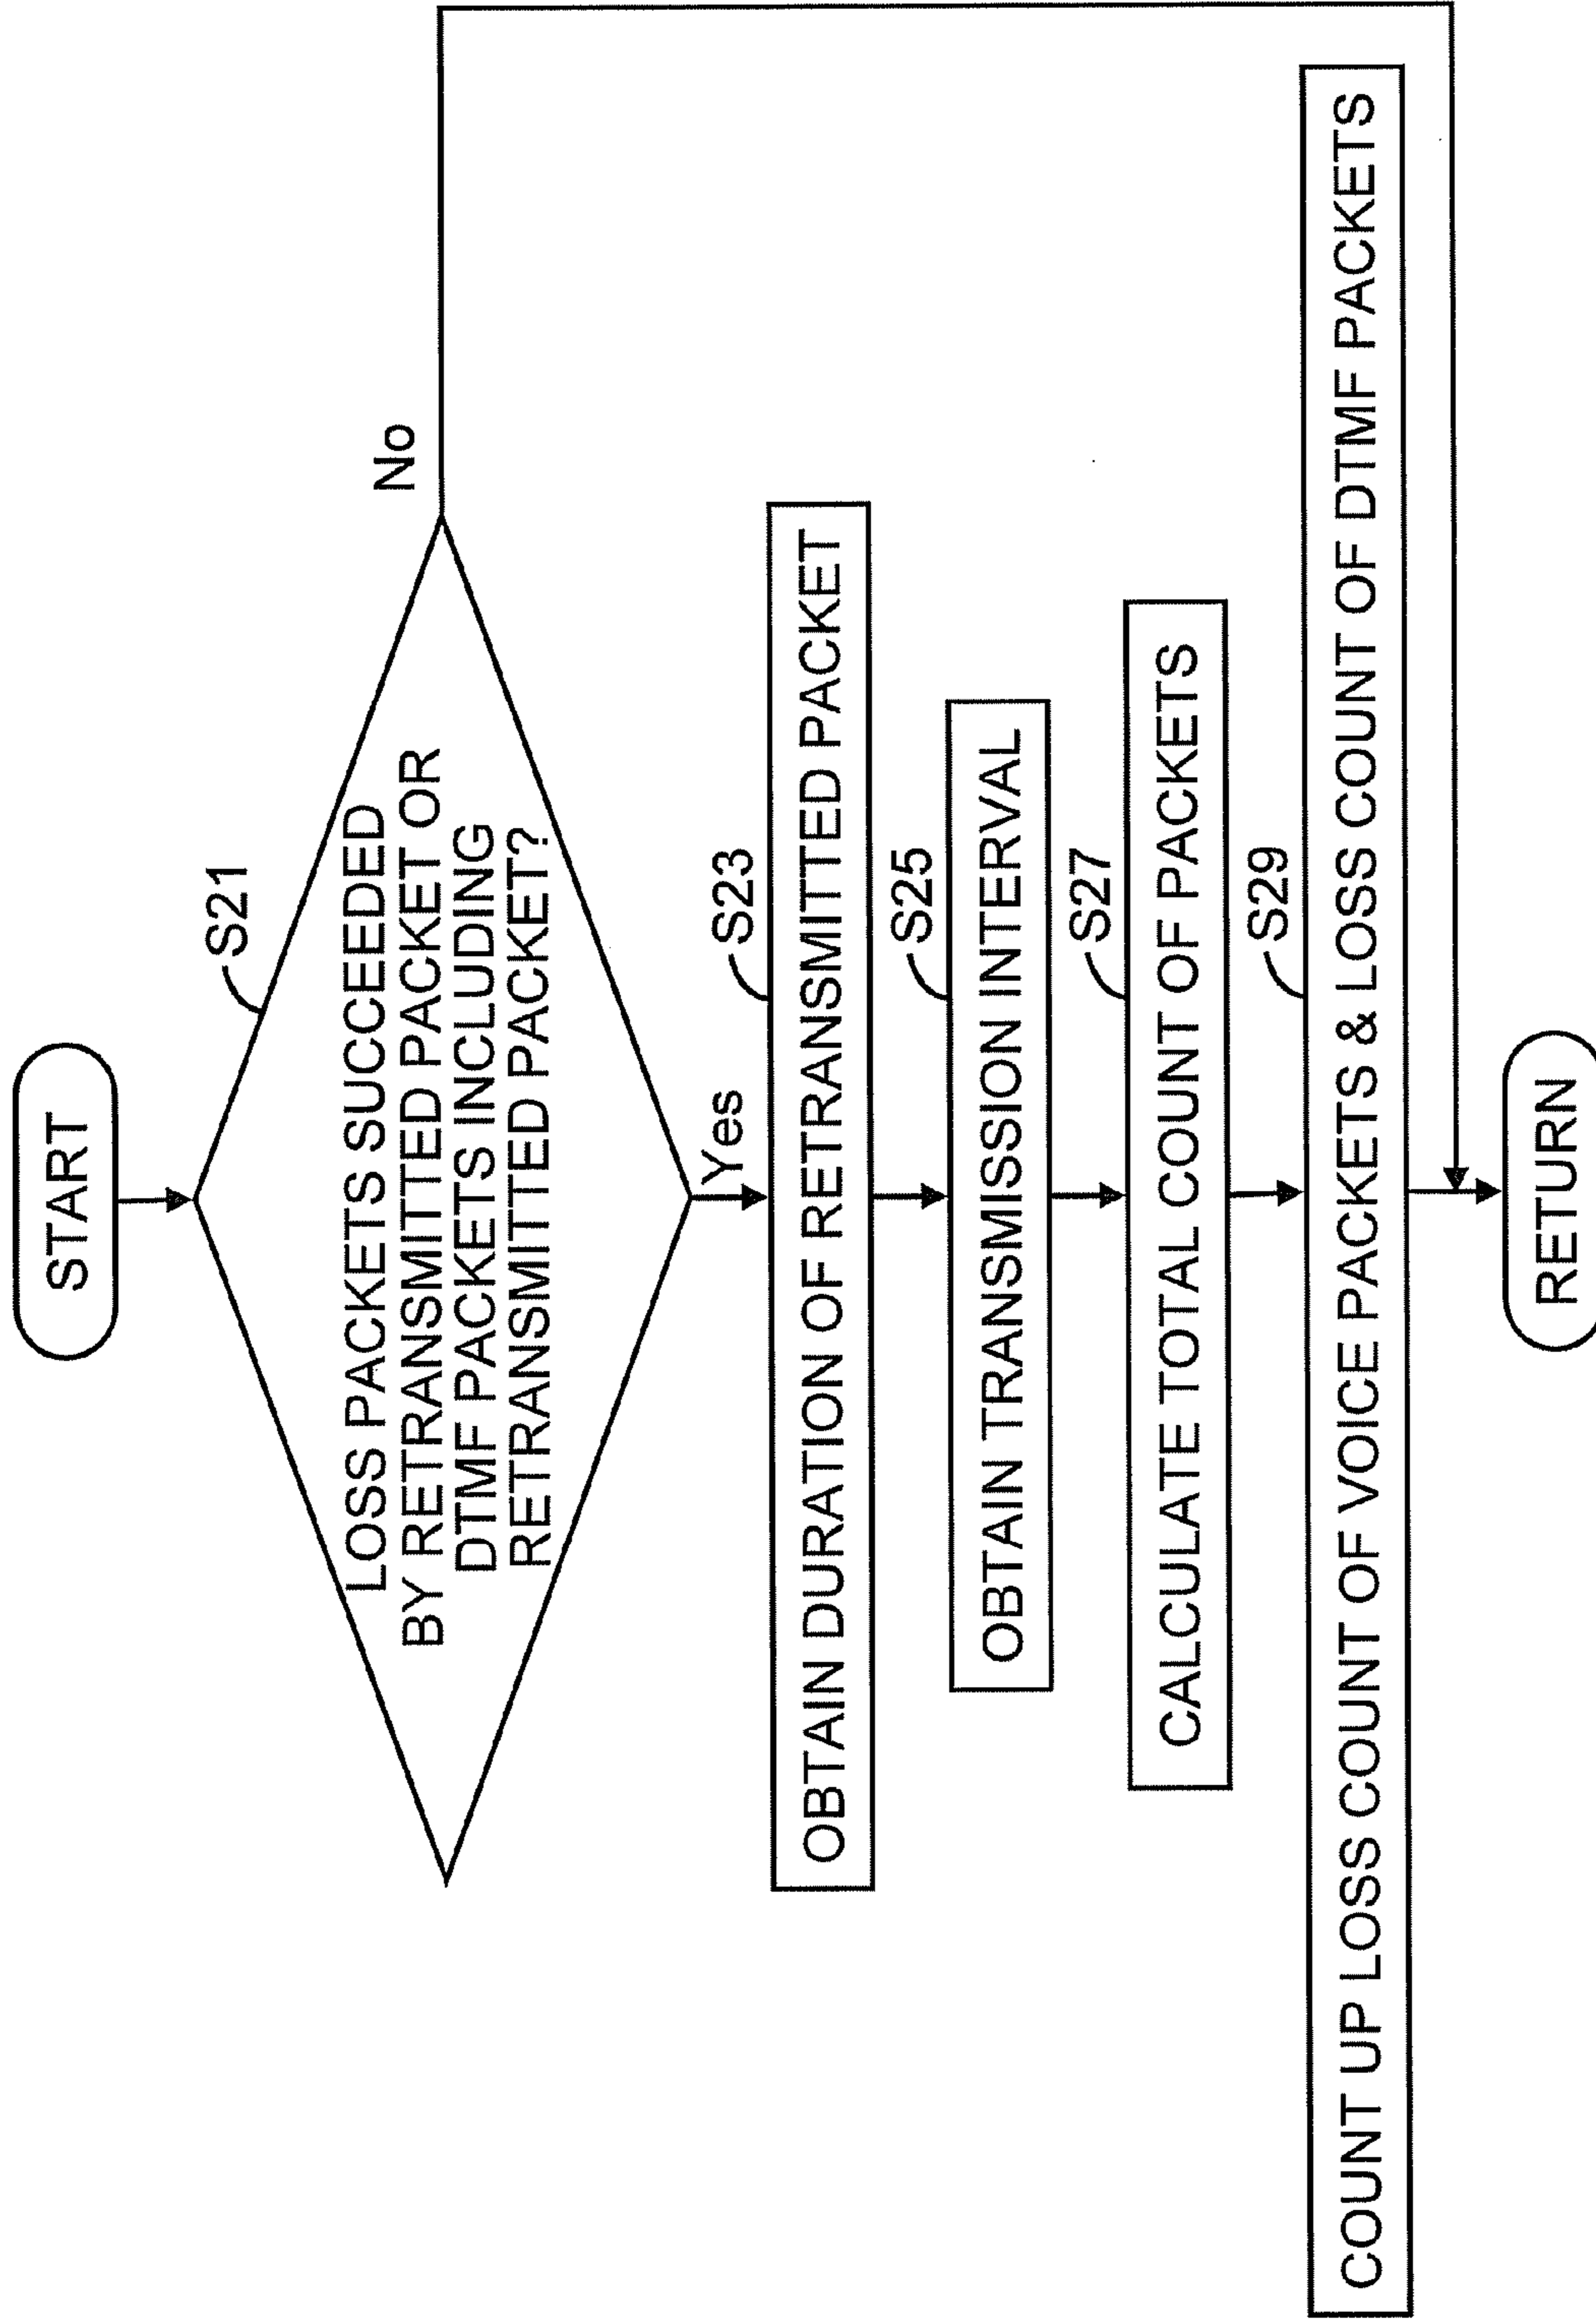 START
S21
LOSS PACKETS SUCCEEDED
BY RETRANSMITTED PACKET OR
DTMF PACKETS INCLUDING
RETRANSMITTED PACKET?
No
Yes
S23
OBTAIN DURATION OF RETRANSMITTED PACKET
S25
OBTAIN TRANSMISSION INTERVAL
S27
CALCULATE TOTAL COUNT OF PACKETS
S29
COUNT UP LOSS COUNT OF VOICE PACKETS & LOSS COUNT OF DTMF PACKETS
RETURN